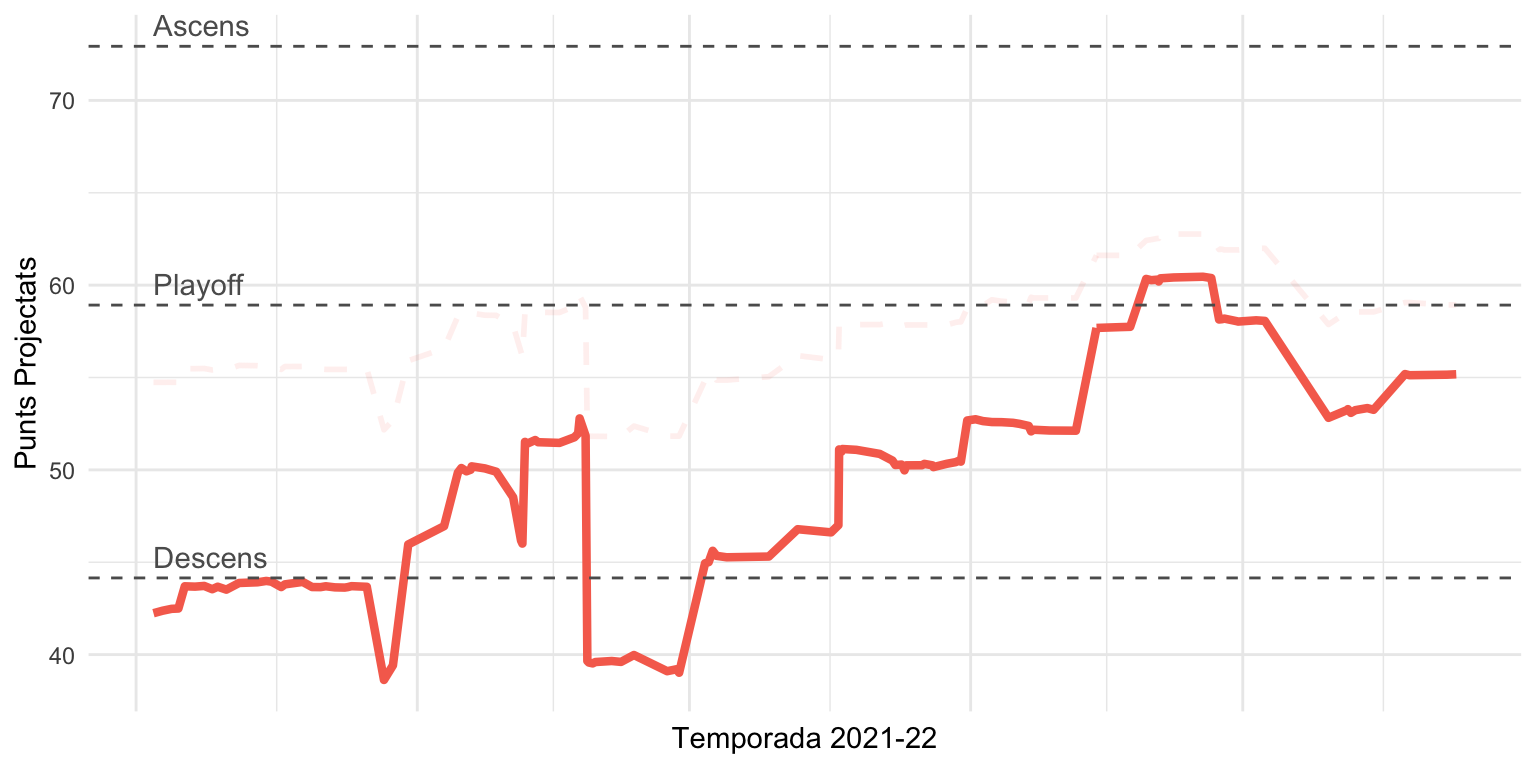 Ascens
70
Playoff
60
50
Descens
40
Punts Projectats
Temporada 2021-22